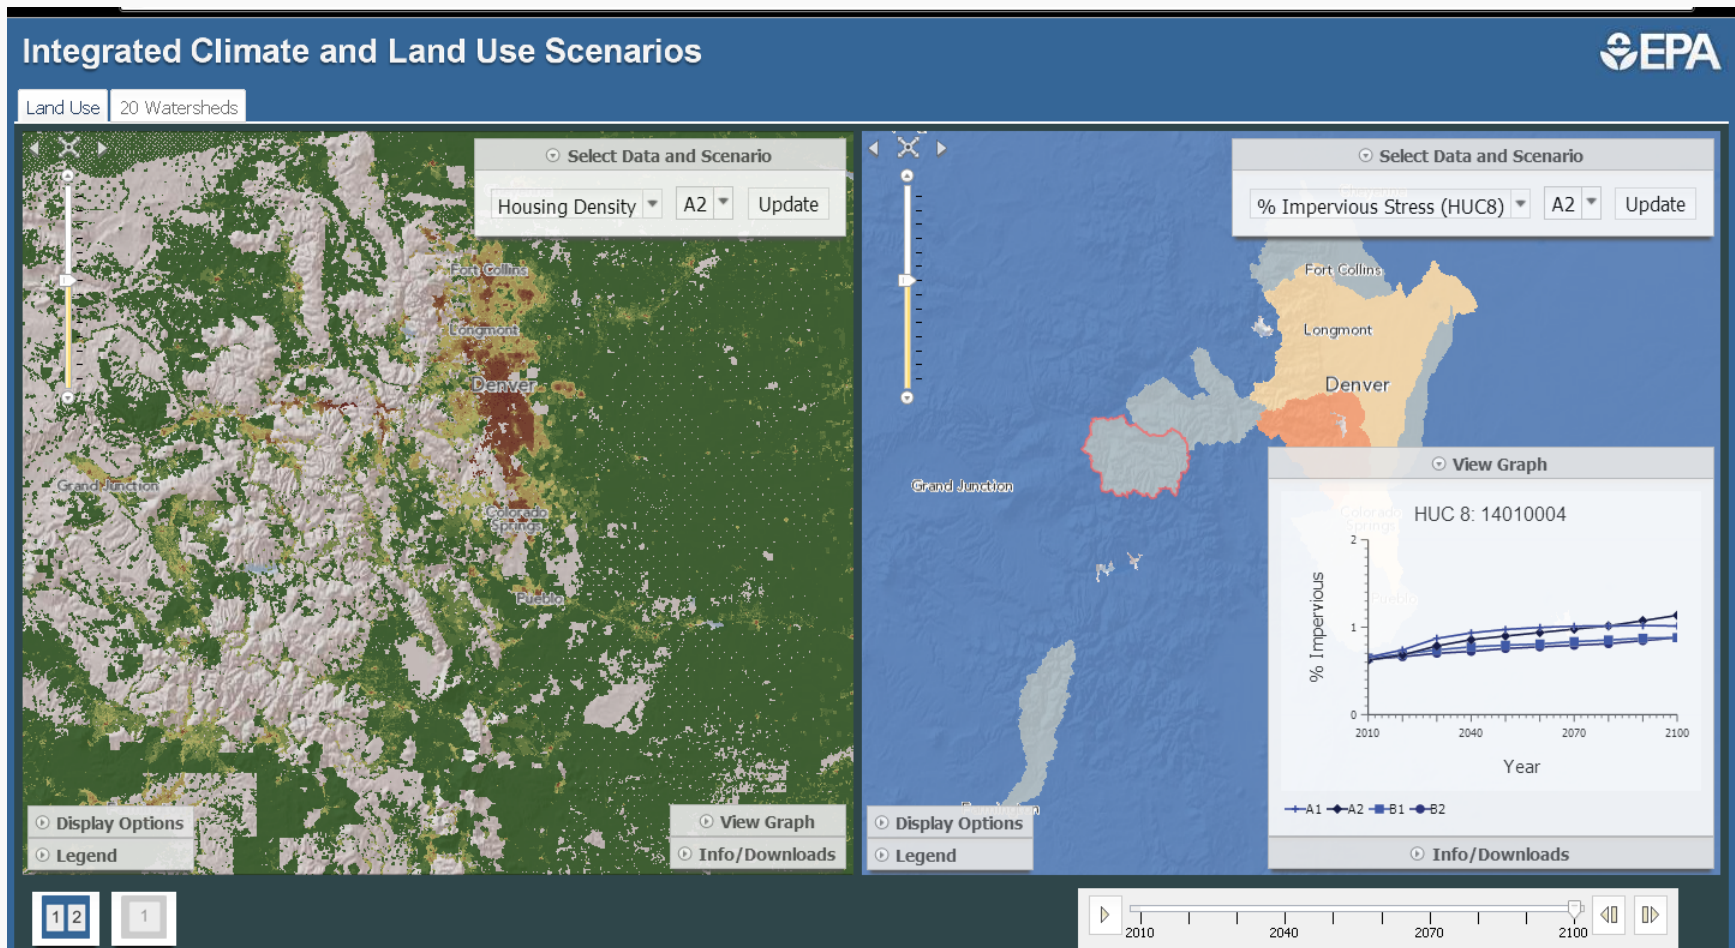 Integrated Climate and Land Use Scenarios
EPA
Land Use
20 Watersheds
Select Data and Scenario
Housing Density
A2
Update
Fort Collins
Longmont
Denver
Grand Junction
Colorado
Springs
Pueblo
Display Options
Legend
View Graph
Info/Downloads
Select Data and Scenario
% Impervious Stress (HUC8)
A2
Update
Fort Collins
Longmont
Denver
Grand Junction
View Graph
Colorado
Springs
Pueblo
HUC 8: 14010004
% Impervious
2
1
0
2010 2040 2070 2100
Year
A1 A2 B1 B2
Display Options
Legend
Info/Downloads
1 2
1
2010 2040 2070 2100